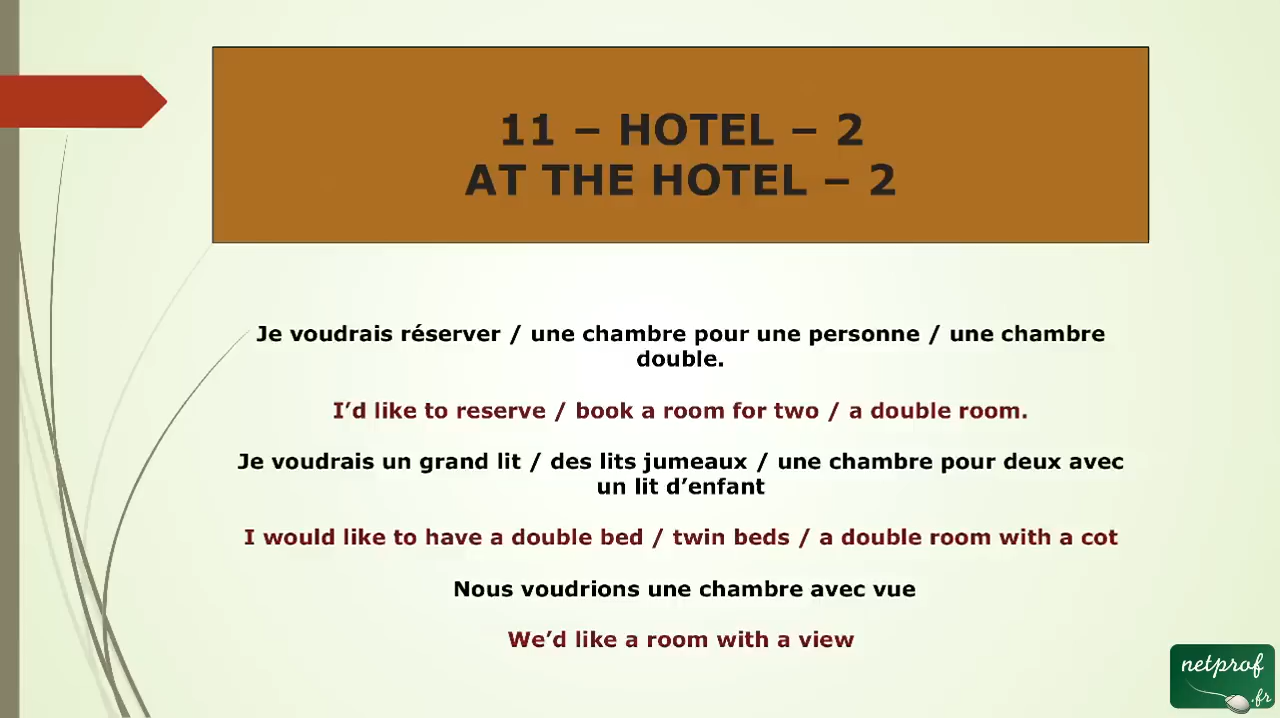 11 – HOTEL – 2
AT THE HOTEL – 2
Je voudrais réserver / une chambre pour une personne / une chambre
double.
I’d like to reserve / book a room for two / a double room.
Je voudrais un grand lit / des lits jumeaux / une chambre pour deux avec
un lit d’enfant
I would like to have a double bed / twin beds / a double room with a cot
Nous voudrions une chambre avec vue
We’d like a room with a view
netprof
.fr